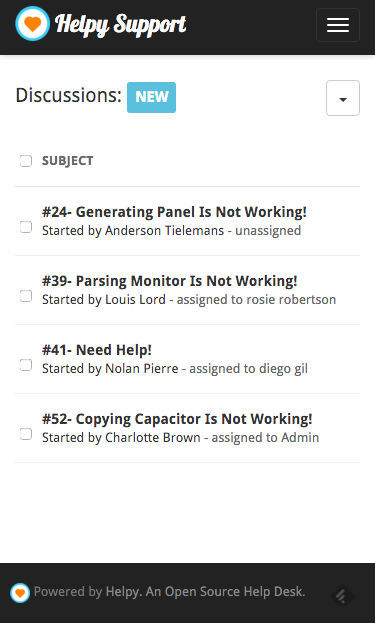 Helpy Support
Discussions: NEW
SUBJECT
#24- Generating Panel Is Not Working!
Started by Anderson Tielemans - unassigned
#39- Parsing Monitor Is Not Working!
Started by Louis Lord - assigned to rosie robertson
#41- Need Help!
Started by Nolan Pierre - assigned to diego gil
#52- Copying Capacitor Is Not Working!
Started by Charlotte Brown - assigned to Admin
Powered by Helpy. An Open Source Help Desk.